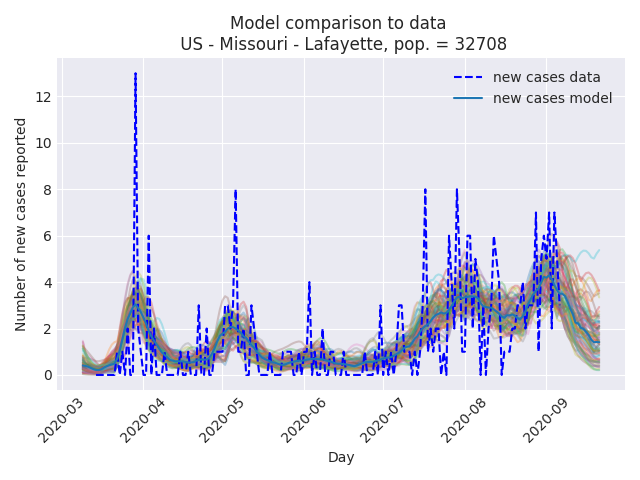 Model comparison to data
US - Missouri - Lafayette, pop. = 32708
new cases data
new cases model
Number of new cases reported
12
10
8
6
4
2
0
2020-03
2020-04
2020-05
2020-06
2020-07
2020-08
2020-09
Day